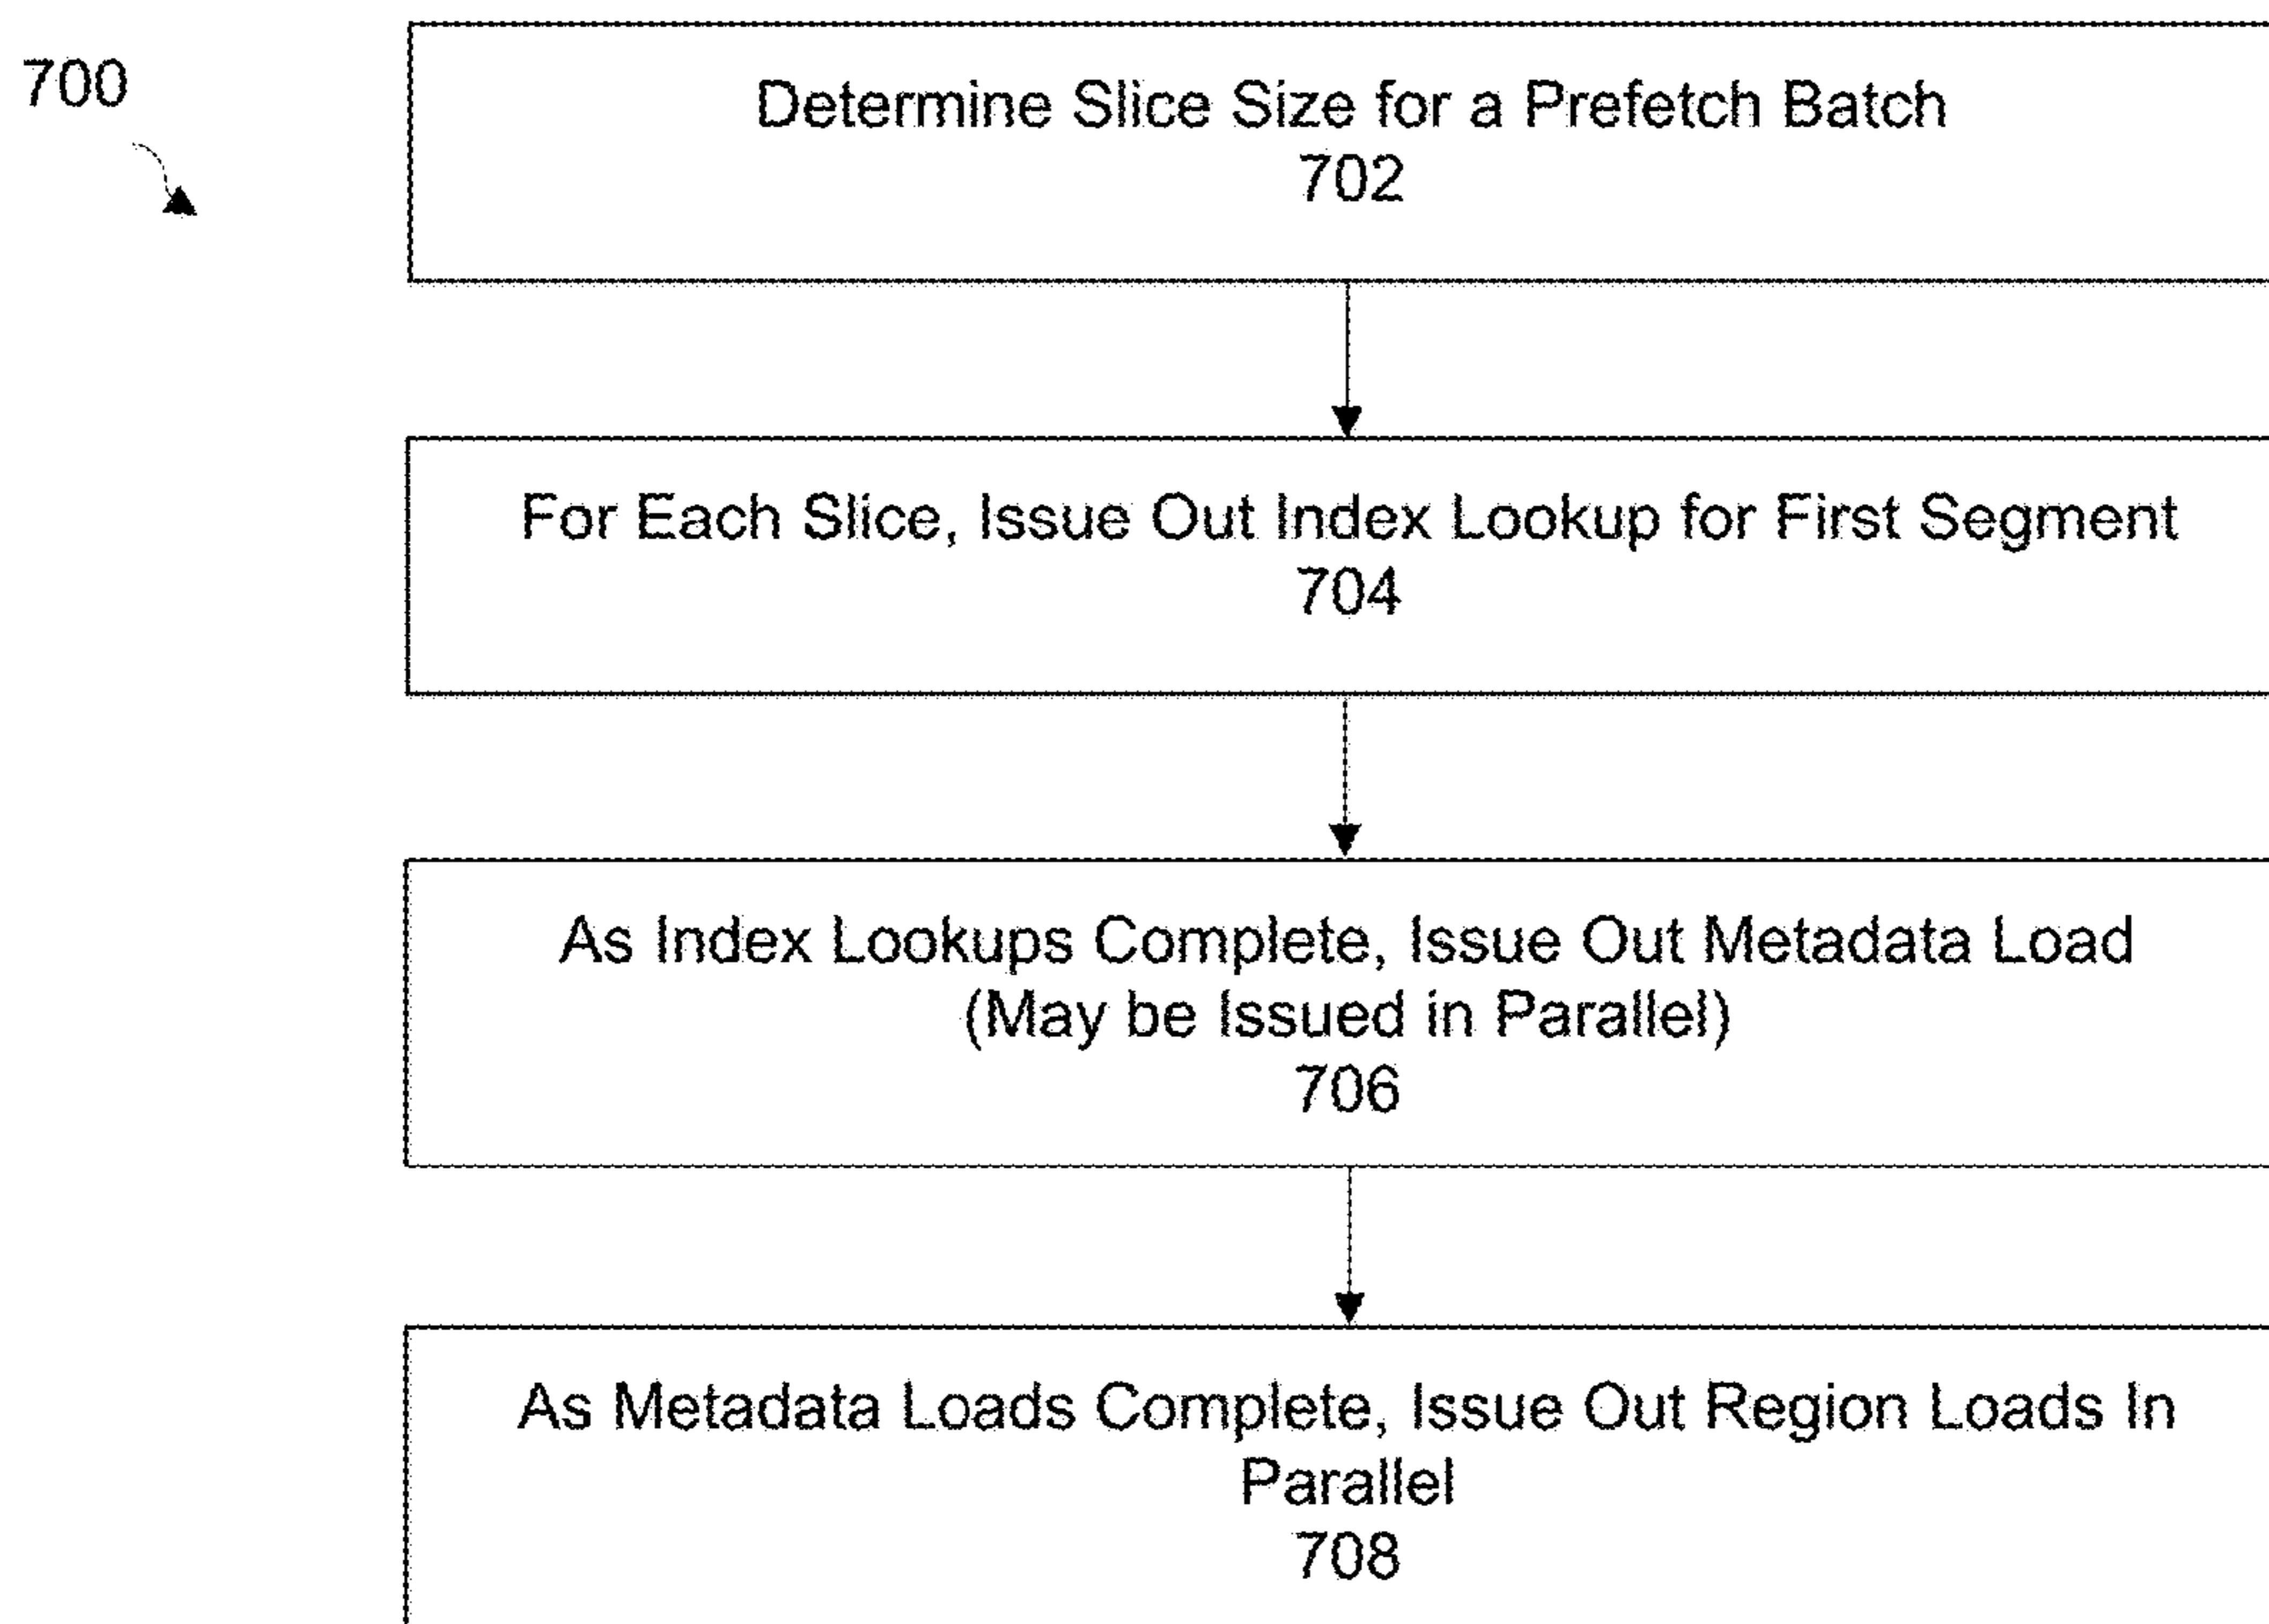 700
Determine Slice Size for a Prefetch Batch
702
For Each Slice, Issue Out Index Lookup for First Segment
704
As Index Lookups Complete, Issue Out Metadata Load
(May be Issued in Parallel)
706
As Metadata Loads Complete, Issue Out Region Loads In
Parallel
708